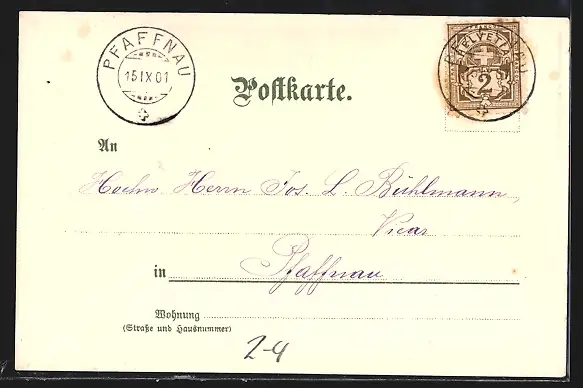 PFAFFNAU
15 IX 01
HELVETIA
2
Postkarte.
An
Hochw. Herrn Jos. L. Bühlmann,
Vicar
in Pfaffnau
Wohnung
(Straße und Hausnummer)
2-4